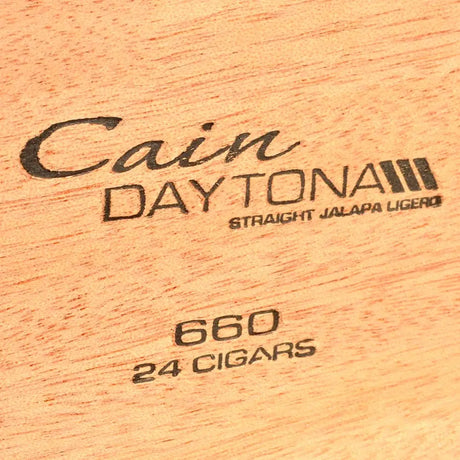 Cain
DAYTONA
STRAIGHT JALAPA LIGERO
660
24 CIGARS